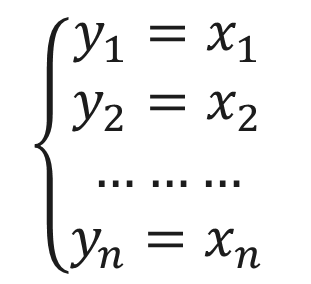 y₁ = x₁
y₂ = x₂
... ... ...
yₙ = xₙ